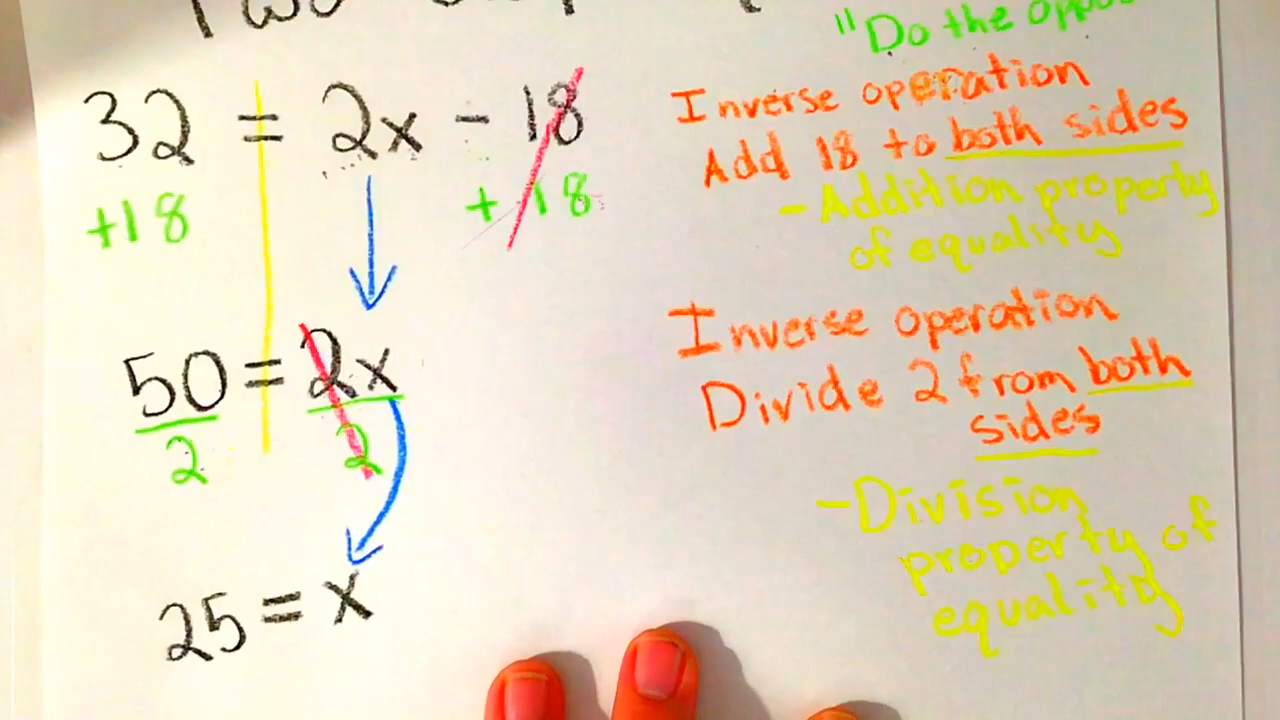 Two
"Do the
32 = 2x - 18
+18 + 18
50 = 2x
2 2
25 = x
Inverse operation
Add 18 to both sides
- Addition property
of equality
Inverse operation
Divide 2 from both
sides
- Division
property of
equality